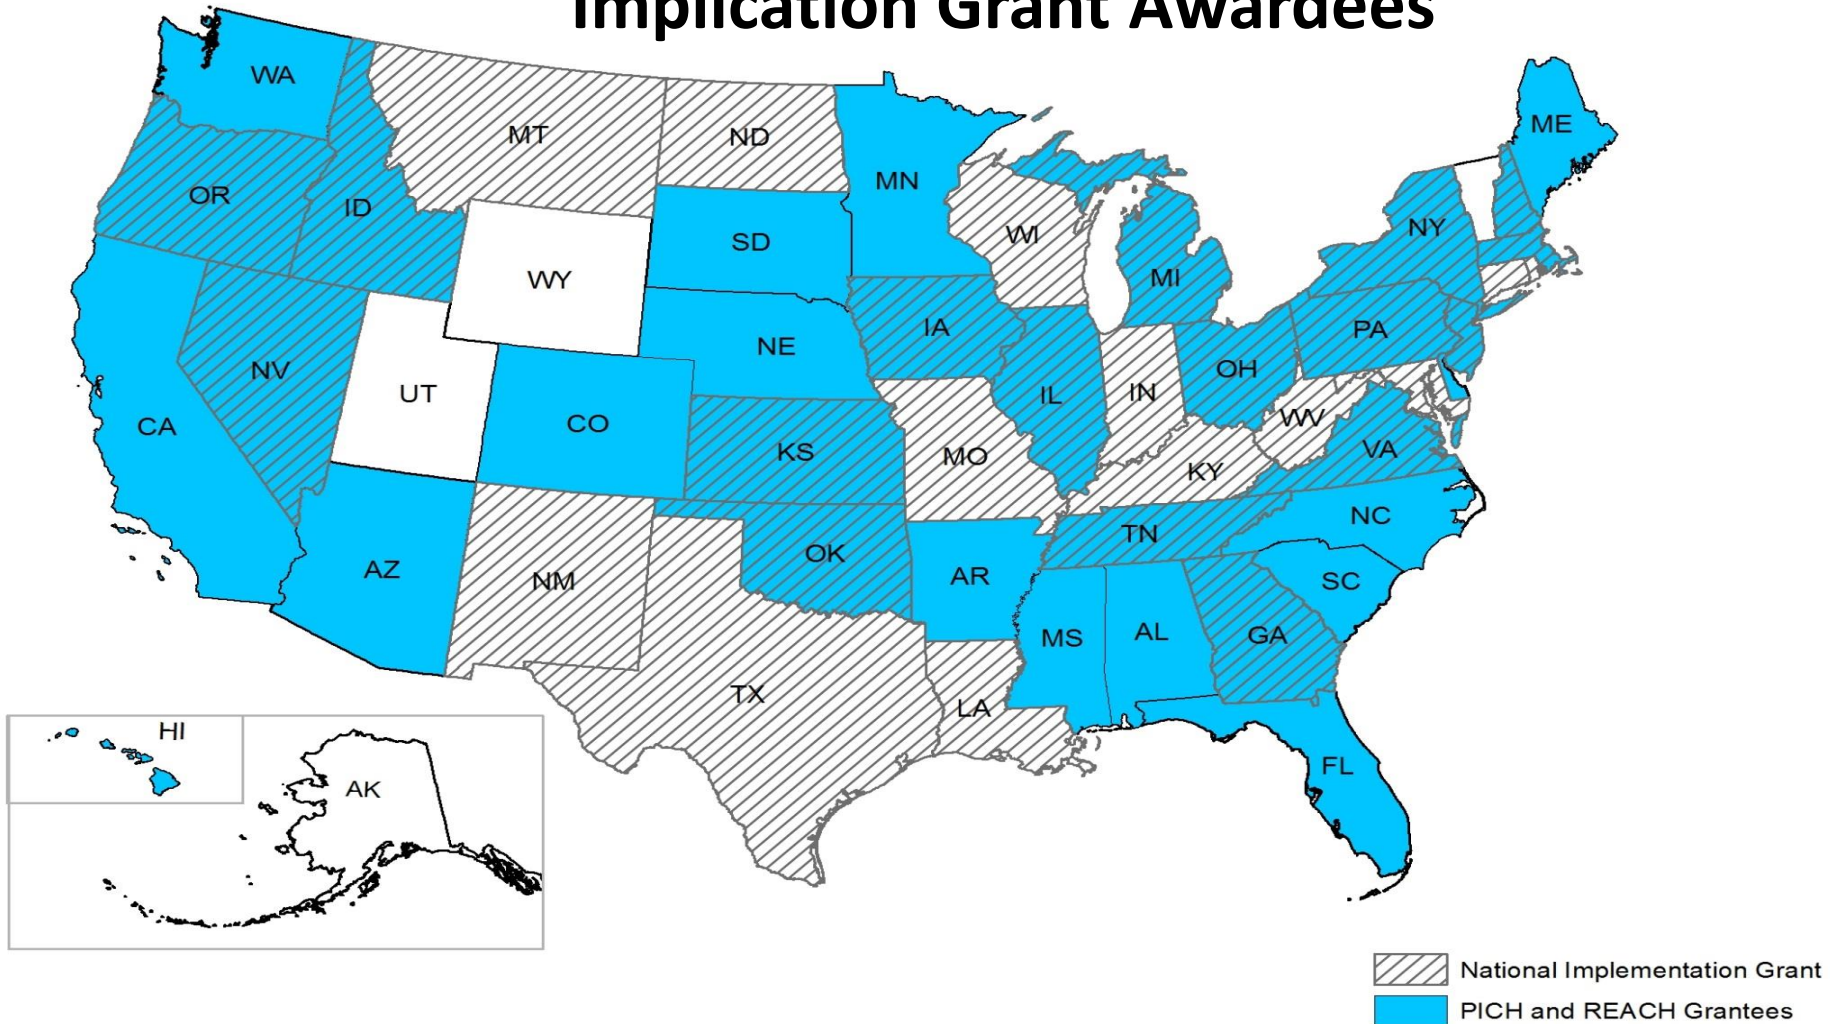 Implication Grant Awardees
WA
MT
ND
MN
ME
OR
ID
SD
WI
MI
NY
WY
IA
NE
PA
NV
UT
CO
IL
IN
OH
CA
KS
MO
WV
VA
KY
AZ
NM
OK
AR
TN
NC
SC
MS
AL
GA
TX
LA
FL
HI
AK
National Implementation Grant
PICH and REACH Grantees